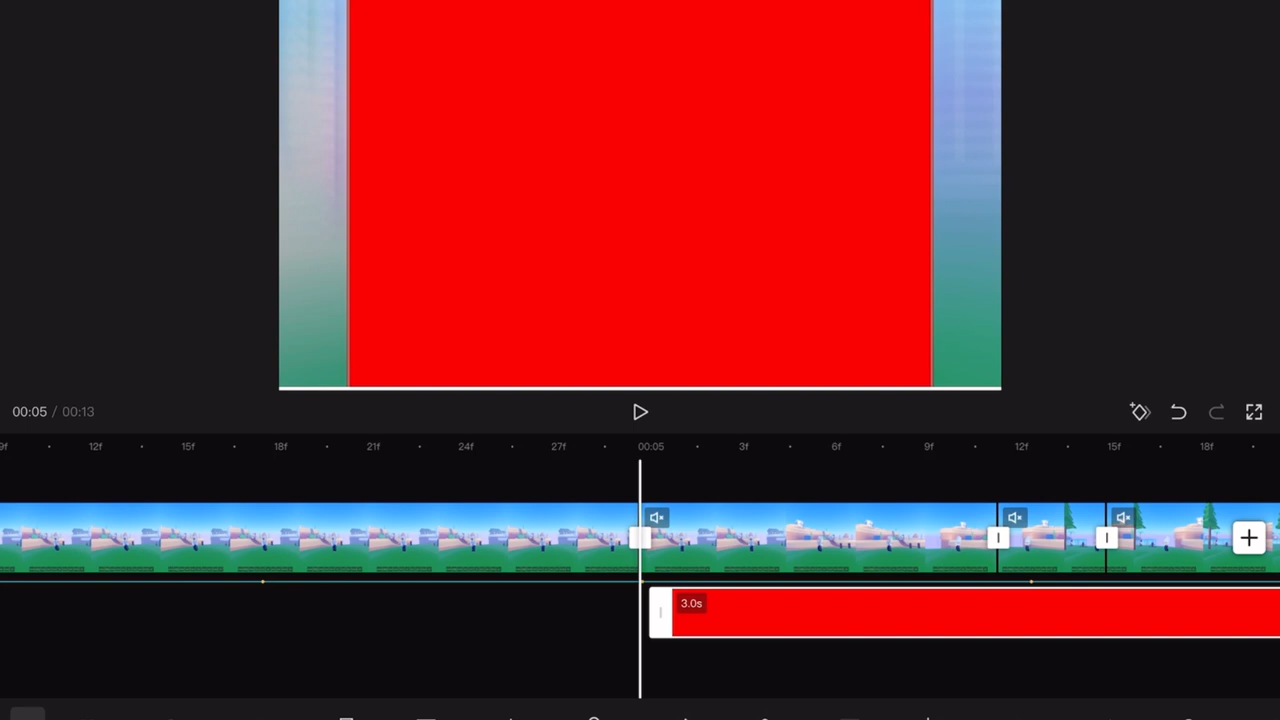 00:05 / 00:13
9f 12f 15f 18f 21f 24f 27f 00:05 3f 6f 9f 12f 15f 18f
3.0s